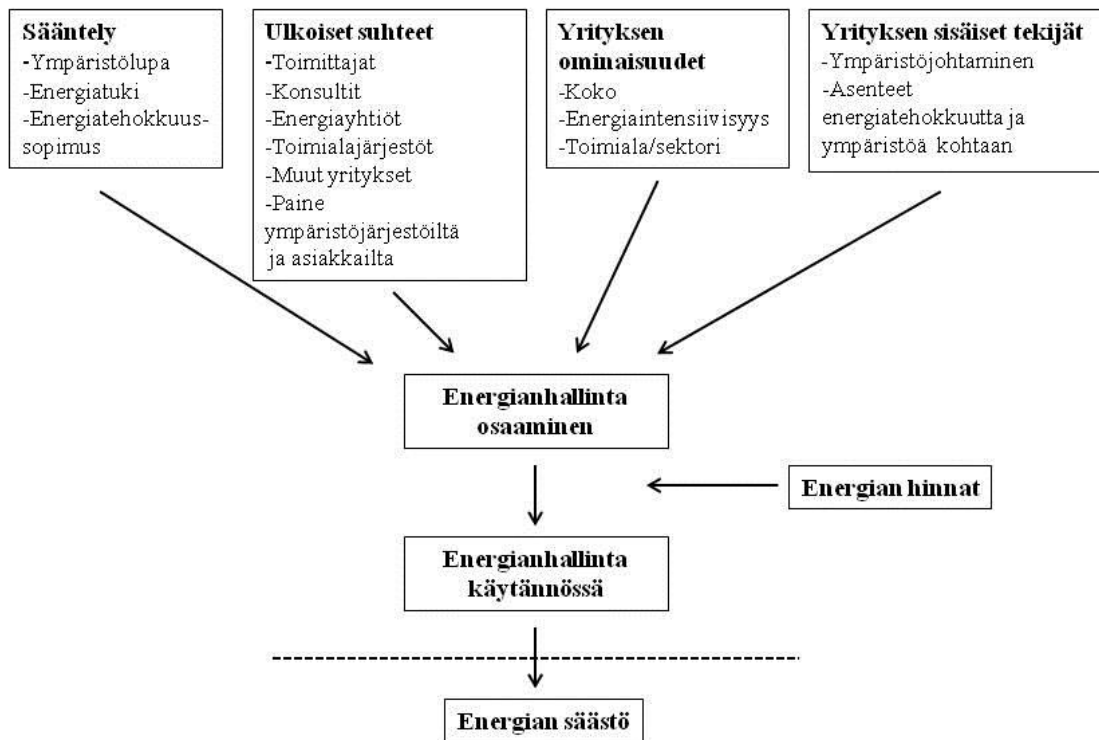 Sääntely
-Ympäristölupa
-Energiatuki
-Energiatehokkuus-
sopimus
Ulkoiset suhteet
-Toimittajat
-Konsultit
-Energiayhtiöt
-Toimialajärjestöt
-Muut yritykset
-Paine
ympäristöjärjestöiltä
ja asiakkailta
Yrityksen
ominaisuudet
-Koko
-Energiaintensiivisyys
-Toimiala/sektori
Yrityksen sisäiset tekijät
-Ympäristöjohtaminen
-Asenteet
energiatehokkuutta ja
ympäristöä kohtaan
Energianhallinta
osaaminen
Energian hinnat
Energianhallinta
käytännössä
Energian säästö